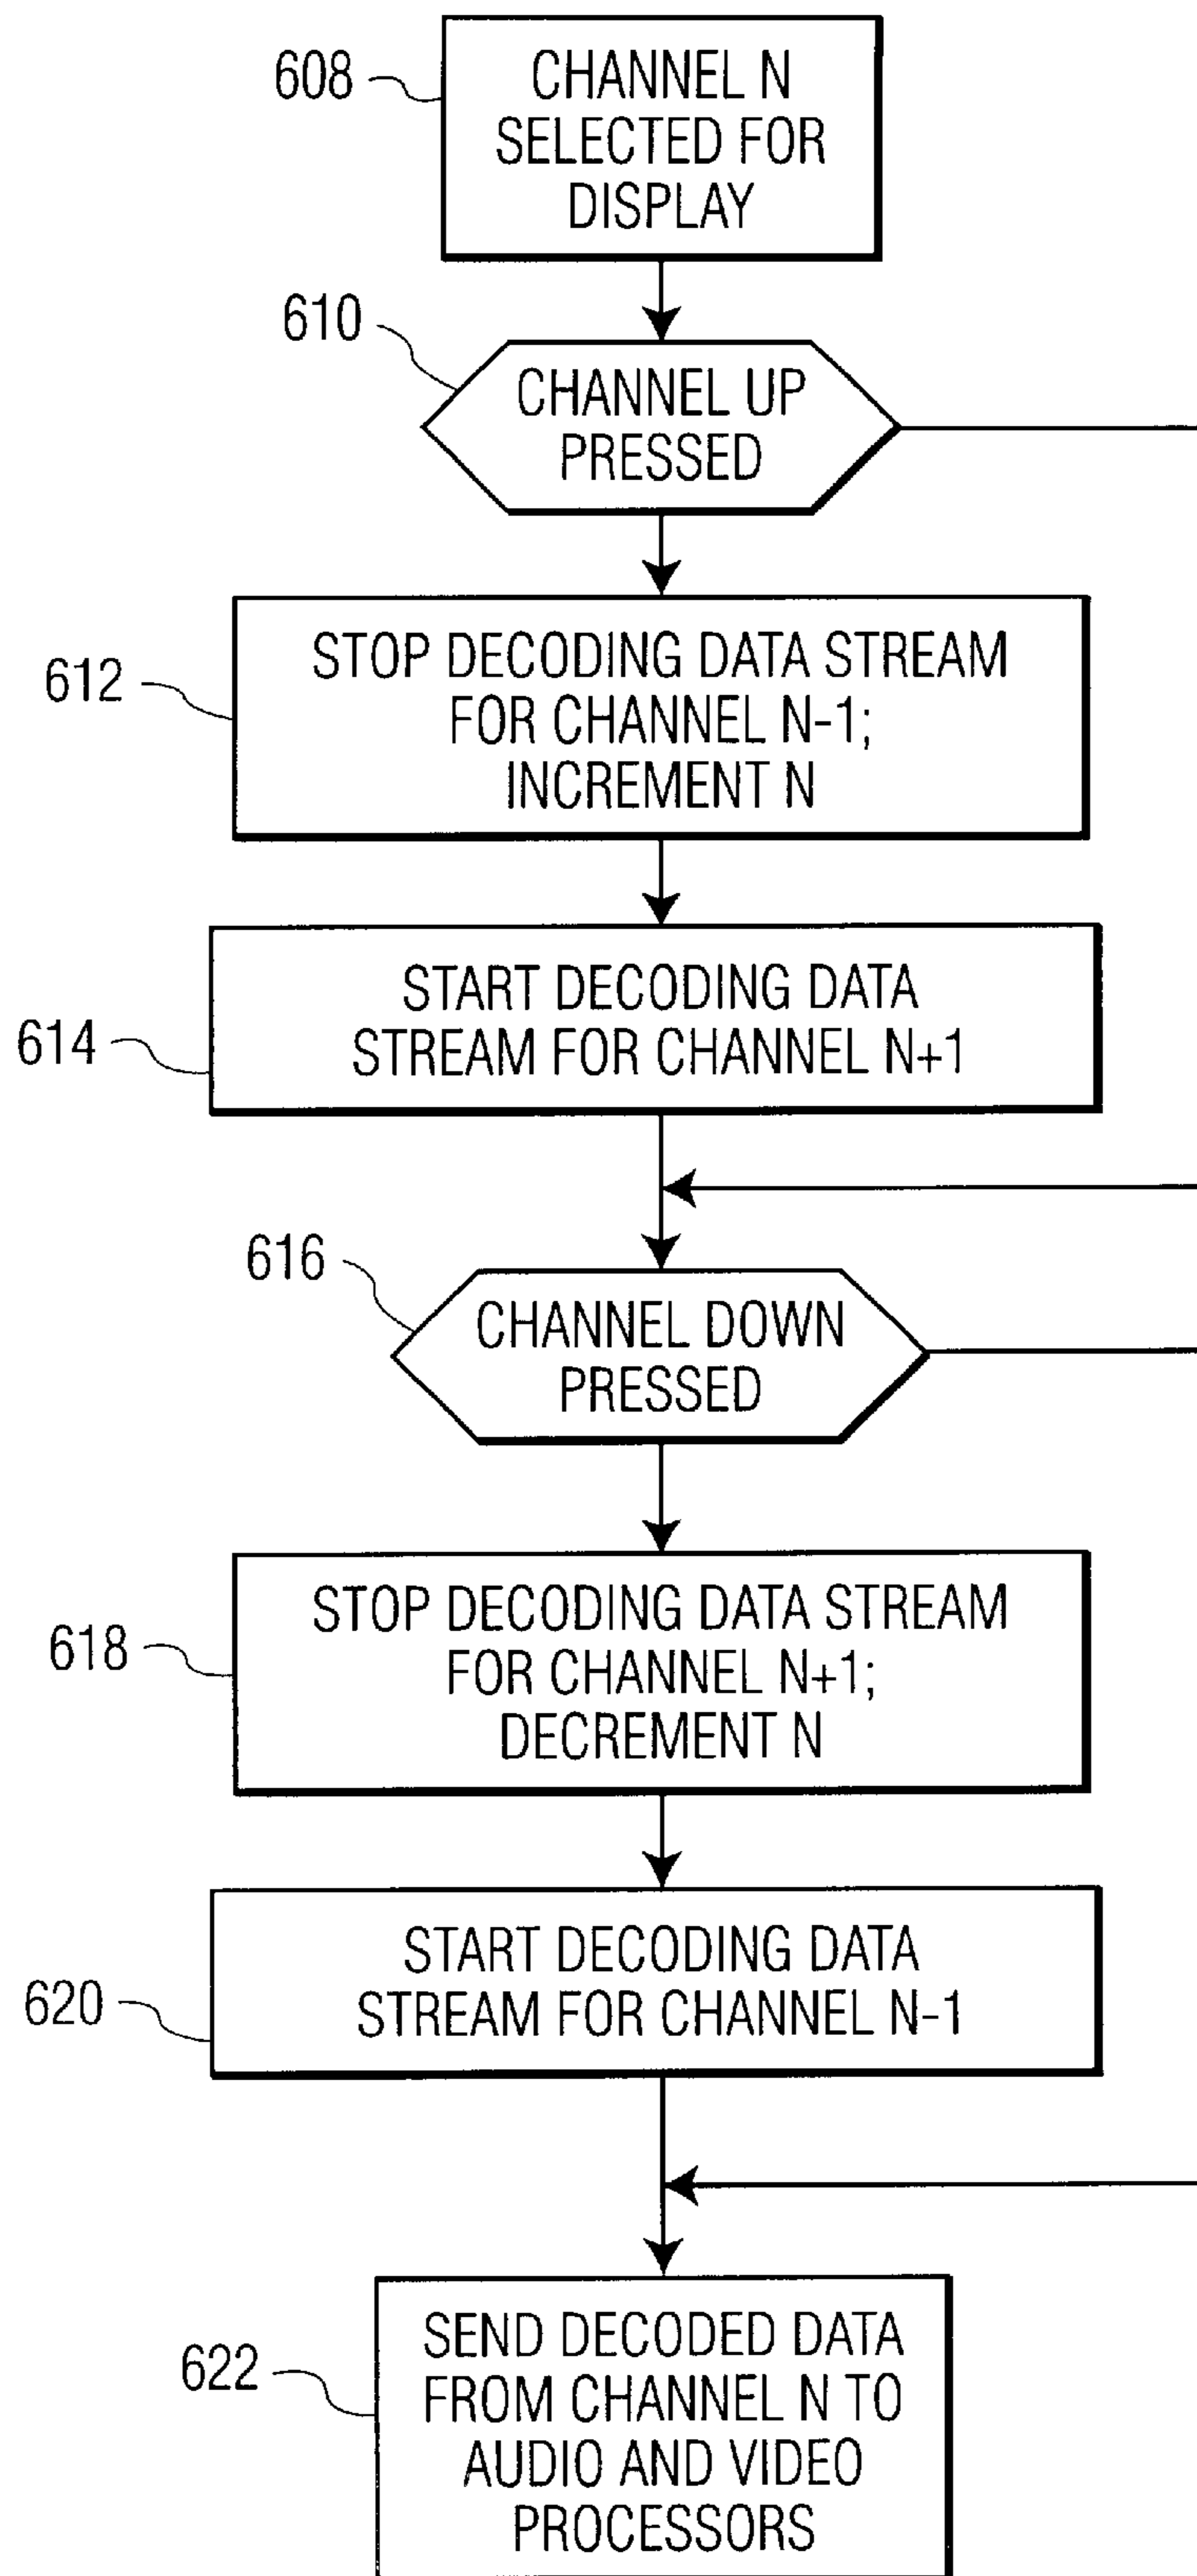 608
CHANNEL N
SELECTED FOR
DISPLAY
610
CHANNEL UP
PRESSED
612
STOP DECODING DATA STREAM
FOR CHANNEL N-1;
INCREMENT N
614
START DECODING DATA
STREAM FOR CHANNEL N+1
616
CHANNEL DOWN
PRESSED
618
STOP DECODING DATA STREAM
FOR CHANNEL N+1;
DECREMENT N
620
START DECODING DATA
STREAM FOR CHANNEL N-1
622
SEND DECODED DATA
FROM CHANNEL N TO
AUDIO AND VIDEO
PROCESSORS